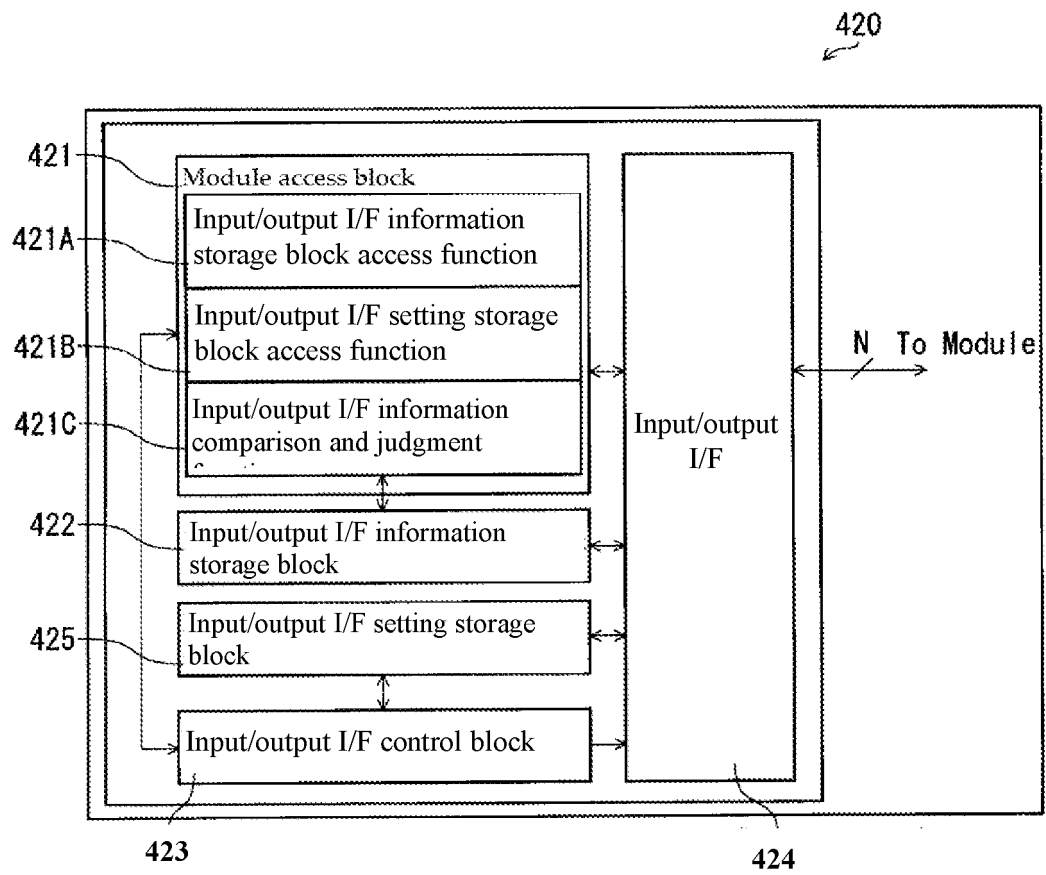 420
421
Module access block
421A
Input/output I/F information
storage block access function
421B
Input/output I/F setting storage
block access function
421C
Input/output I/F information
comparison and judgment
Input/output
I/F
N To Module
422
Input/output I/F information
storage block
425
Input/output I/F setting storage
block
Input/output I/F control block
423
424